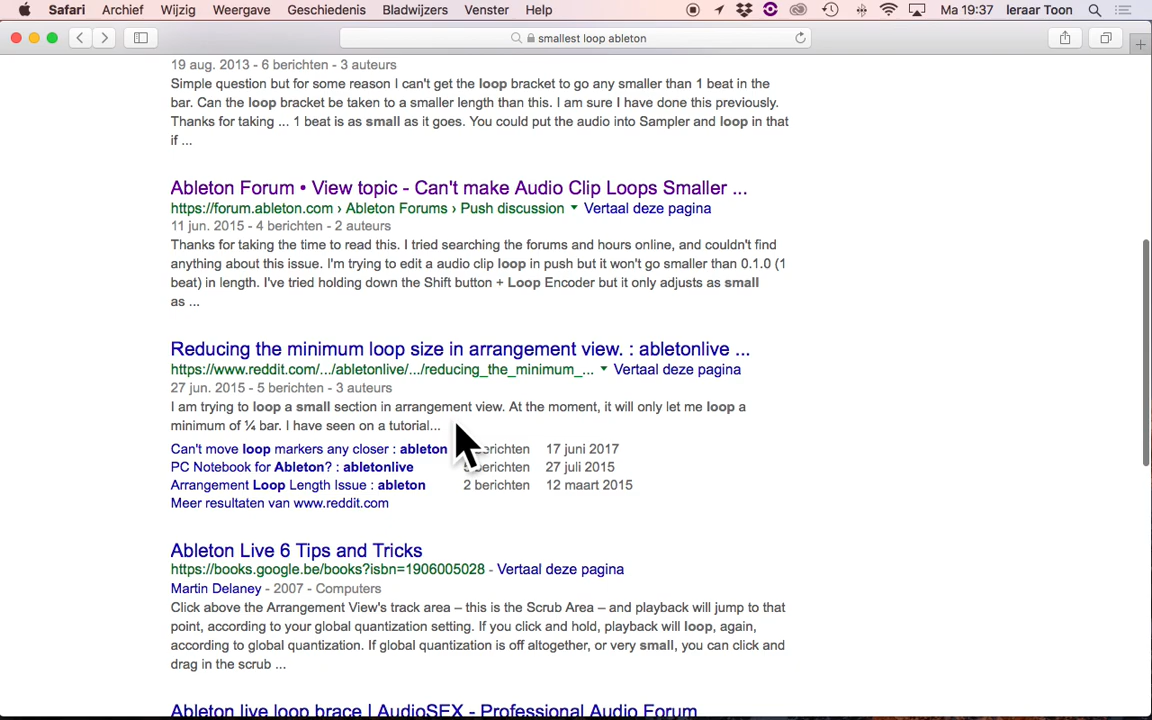 Safari Archief Wijzig Weergave Geschiedenis Bladwijzers Venster Help Ma 19:37 leraar Toon
smallest loop ableton
19 aug. 2013 - 6 berichten - 3 auteurs
Simple question but for some reason I can't get the loop bracket to go any smaller than 1 beat in the
bar. Can the loop bracket be taken to a smaller length than this. I am sure I have done this previously.
Thanks for taking ... 1 beat is as small as it goes. You could put the audio into Sampler and loop in that
if ...
Ableton Forum • View topic - Can't make Audio Clip Loops Smaller ...
https://forum.ableton.com › Ableton Forums › Push discussion ▼ Vertaal deze pagina
11 jun. 2015 - 4 berichten - 2 auteurs
Thanks for taking the time to read this. I tried searching the forums and hours online, and couldn't find
anything about this issue. I'm trying to edit a audio clip loop in push but it won't go smaller than 0.1.0 (1
beat) in length. I've tried holding down the Shift button + Loop Encoder but it only adjusts as small
as ...
Reducing the minimum loop size in arrangement view. : abletonlive ...
https://www.reddit.com/.../abletonlive/.../reducing_the_minimum_... ▼ Vertaal deze pagina
27 jun. 2015 - 5 berichten - 3 auteurs
I am trying to loop a small section in arrangement view. At the moment, it will only let me loop a
minimum of ¼ bar. I have seen on a tutorial...
Can't move loop markers any closer : ableton erichten 17 juni 2017
PC Notebook for Ableton? : abletonlive berichten 27 juli 2015
Arrangement Loop Length Issue : ableton 2 berichten 12 maart 2015
Meer resultaten van www.reddit.com
Ableton Live 6 Tips and Tricks
https://books.google.be/books?isbn=1906005028 - Vertaal deze pagina
Martin Delaney - 2007 - Computers
Click above the Arrangement View's track area – this is the Scrub Area – and playback will jump to that
point, according to your global quantization setting. If you click and hold, playback will loop, again,
according to global quantization. If global quantization is off altogether, or very small, you can click and
drag in the scrub ...
Ableton live loop brace | AudioSEX - Professional Audio Forum